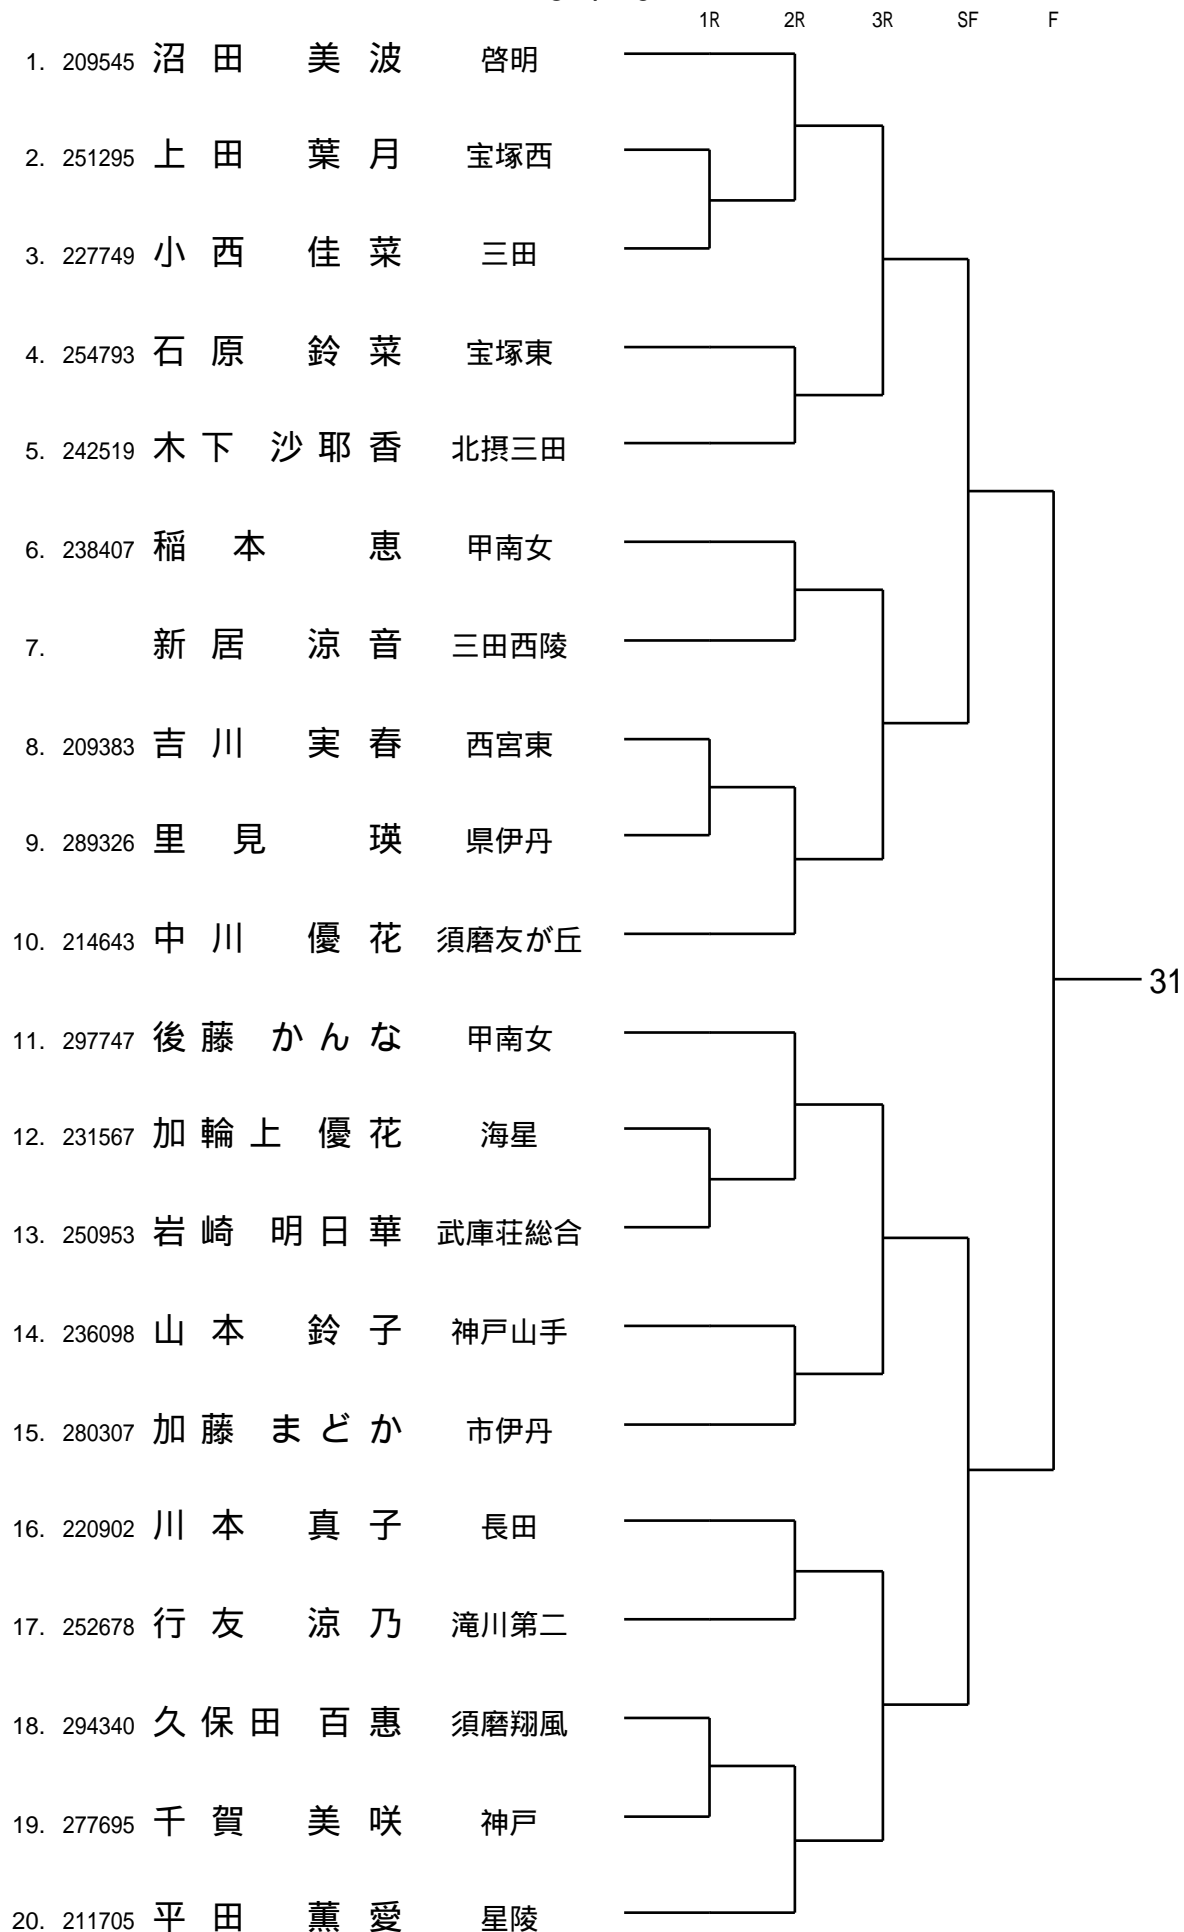 1R 2R 3R SF F
1. 209545 沼田 美波 啓明
2. 251295 上田 葉月 宝塚西
3. 227749 小西 佳菜 三田
4. 254793 石原 鈴菜 宝塚東
5. 242519 木下 沙耶香 北摂三田
6. 238407 稲本 恵 甲南女
7. 新居 涼音 三田西陵
8. 209383 吉川 実春 西宮東
9. 289326 里見 瑛 県伊丹
10. 214643 中川 優花 須磨友が丘
31
11. 297747 後藤 かんな 甲南女
12. 231567 加輪上 優花 海星
13. 250953 岩崎 明日華 武庫荘総合
14. 236098 山本 鈴子 神戸山手
15. 280307 加藤 まどか 市伊丹
16. 220902 川本 真子 長田
17. 252678 行友 涼乃 滝川第二
18. 294340 久保田 百惠 須磨翔風
19. 277695 千賀 美咲 神戸
20. 211705 平田 薫愛 星陵